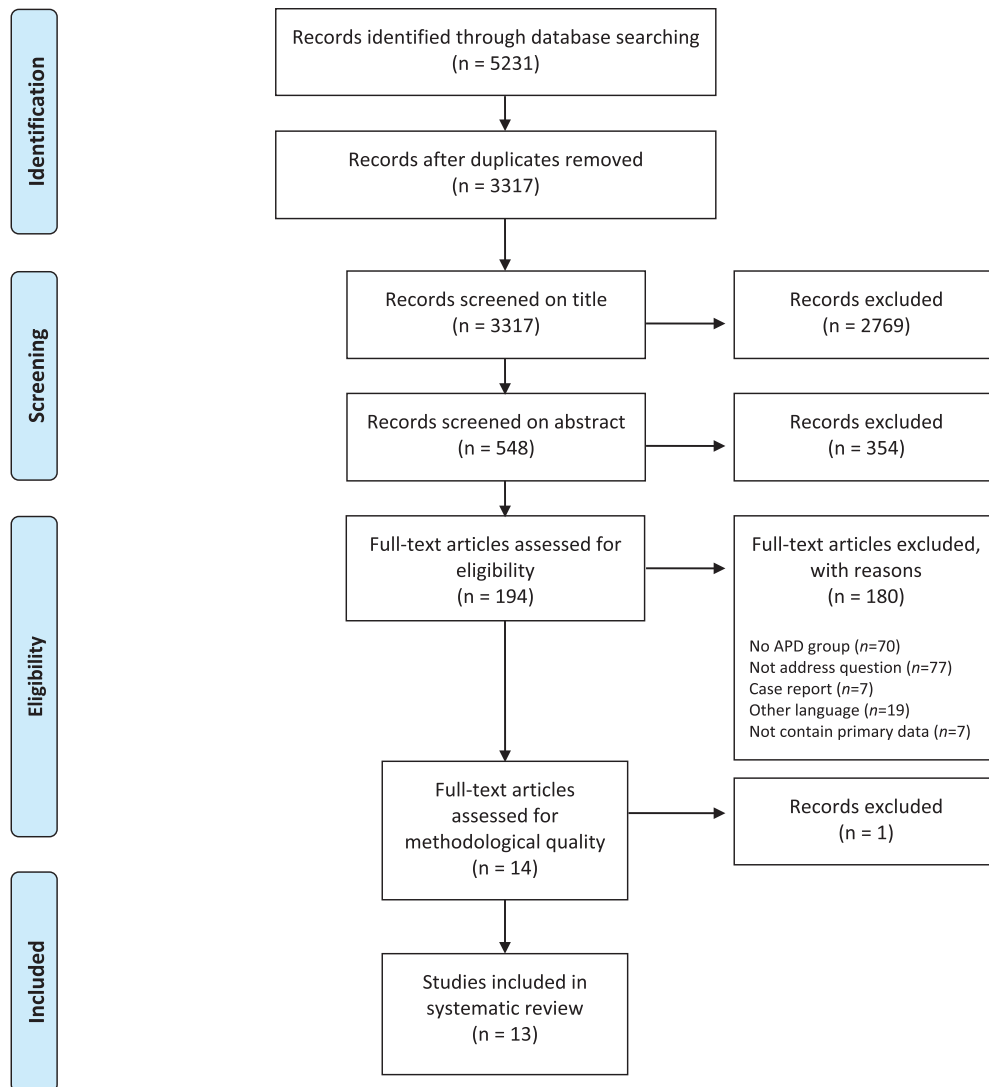 Identification
Records identified through database searching
(n = 5231)
Records after duplicates removed
(n = 3317)
Screening
Records screened on title
(n = 3317)
Records excluded
(n = 2769)
Records screened on abstract
(n = 548)
Records excluded
(n = 354)
Eligibility
Full-text articles assessed for
eligibility
(n = 194)
Full-text articles excluded,
with reasons
(n = 180)
No APD group (n=70)
Not address question (n=77)
Case report (n=7)
Other language (n=19)
Not contain primary data (n=7)
Full-text articles
assessed for
methodological quality
(n = 14)
Records excluded
(n = 1)
Included
Studies included in
systematic review
(n = 13)